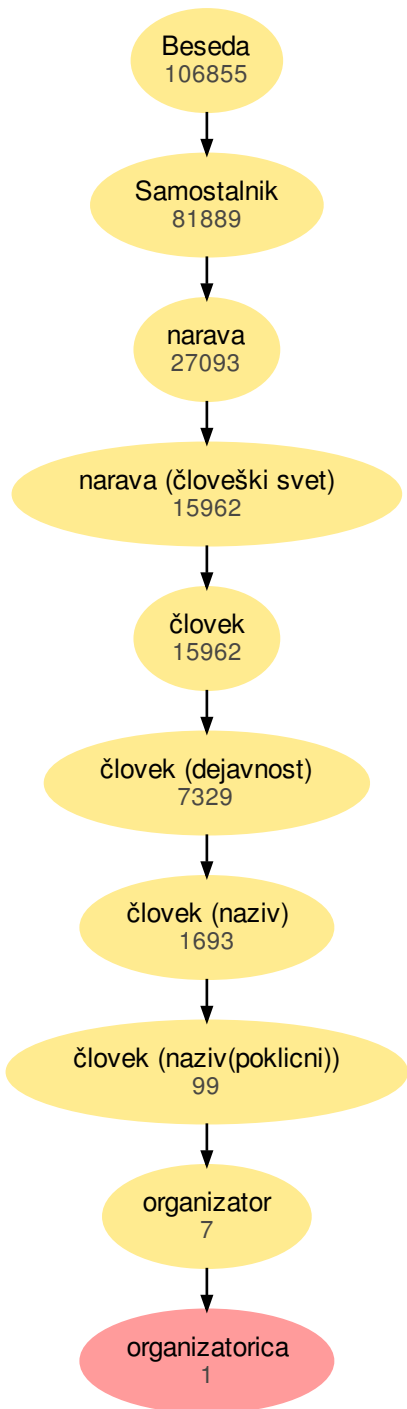 Beseda
106855
Samostalnik
81889
narava
27093
narava (človeški svet)
15962
človek
15962
človek (dejavnost)
7329
človek (naziv)
1693
človek (naziv(poklicni))
99
organizator
7
organizatorica
1